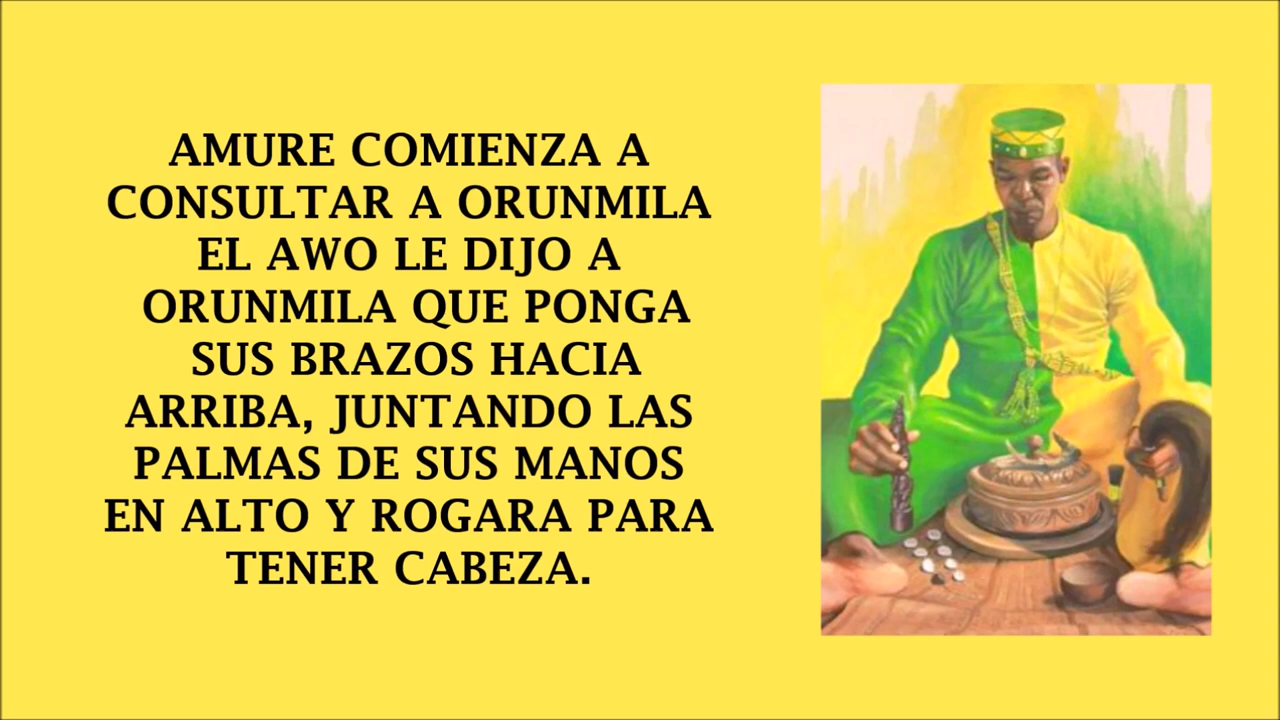 AMURE COMIENZA A
CONSULTAR A ORUNMILA
EL AWO LE DIJO A
ORUNMILA QUE PONGA
SUS BRAZOS HACIA
ARRIBA, JUNTANDO LAS
PALMAS DE SUS MANOS
EN ALTO Y ROGARA PARA
TENER CABEZA.